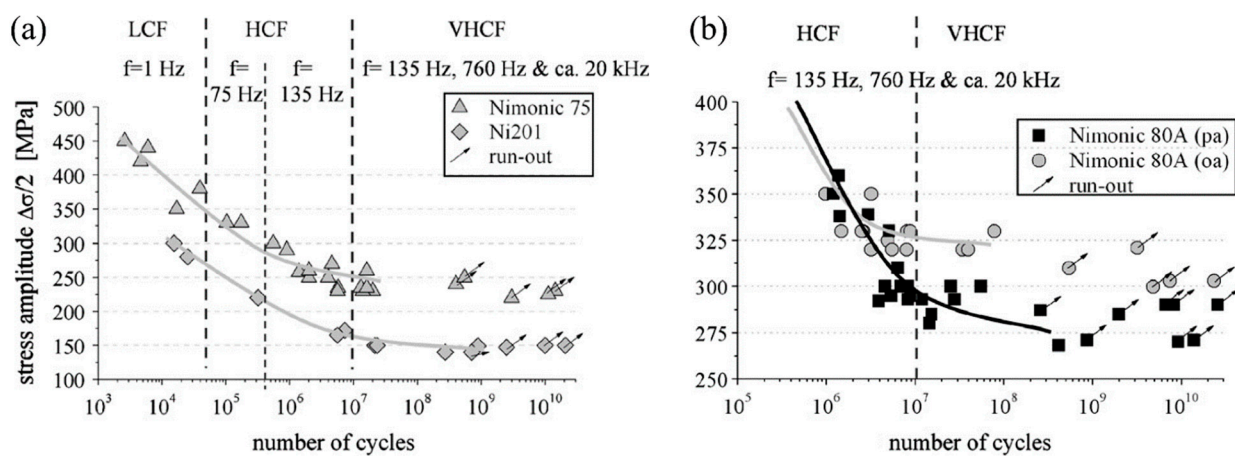 (a)
LCF
HCF
VHCF
f=1 Hz
f=
75 Hz
f=
135 Hz
f= 135 Hz, 760 Hz & ca. 20 kHz
stress amplitude Δσ/2 [MPa]
500
450
400
350
300
250
200
150
100
Nimonic 75
Ni201
run-out
10³
10⁴
10⁵
10⁶
10⁷
10⁸
10⁹
10¹⁰
number of cycles
(b)
HCF
VHCF
f= 135 Hz, 760 Hz & ca. 20 kHz
400
375
350
325
300
275
250
Nimonic 80A (pa)
Nimonic 80A (oa)
run-out
10⁵
10⁶
10⁷
10⁸
10⁹
10¹⁰
number of cycles